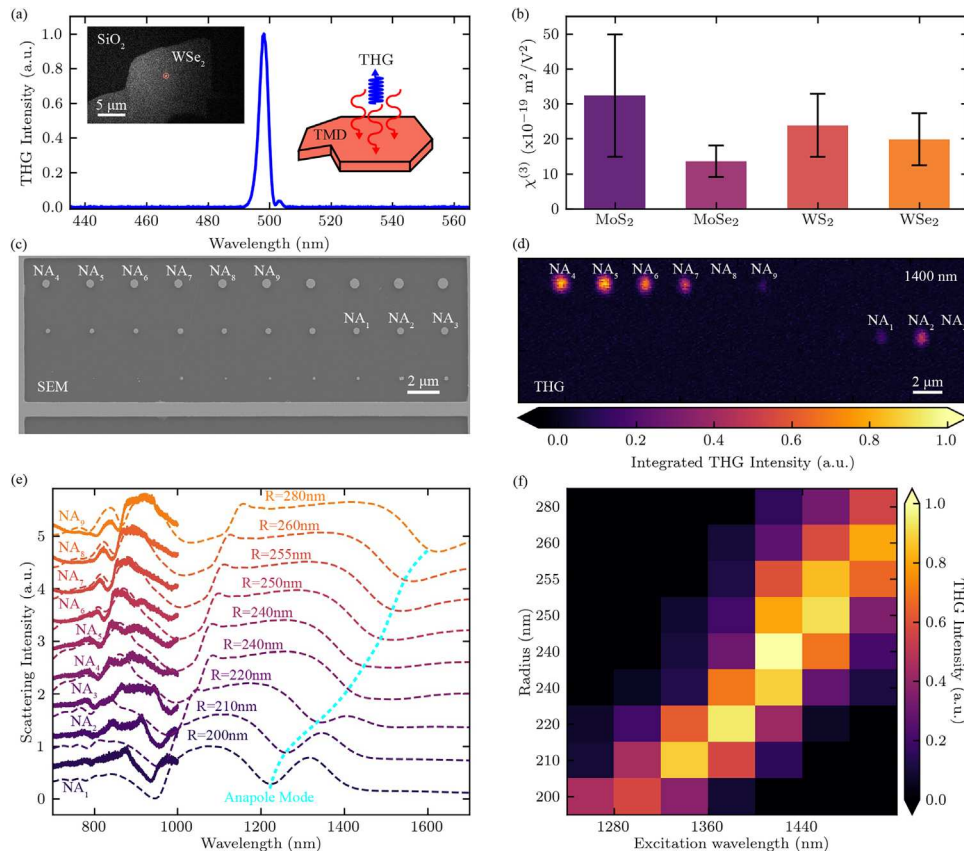 (a)
THG Intensity (a.u.)
1.0
0.8
0.6
0.4
0.2
0.0
SiO₂
WSe₂
5 μm
THG
TMD
440 460 480 500 520 540 560
Wavelength (nm)
(b)
χ⁽³⁾ (x10⁻¹⁹ m²/V²)
50
40
30
20
10
0
MoS₂ MoSe₂ WS₂ WSe₂
(c)
NA₄ NA₅ NA₆ NA₇ NA₈ NA₉
NA₁ NA₂ NA₃
SEM
2 μm
(d)
NA₄ NA₅ NA₆ NA₇ NA₈ NA₉
1400 nm
NA₁ NA₂ NA
THG
2 μm
0.0 0.2 0.4 0.6 0.8 1.0
Integrated THG Intensity (a.u.)
(e)
Scattering Intensity (a.u.)
5
4
3
2
1
0
NA₉
NA₈
NA₇
NA₆
NA₄
NA₃
NA₂
NA₁
R=280nm
R=260nm
R=255nm
R=250nm
R=240nm
R=240nm
R=220nm
R=210nm
R=200nm
Anapole Mode
800 1000 1200 1400 1600
Wavelength (nm)
(f)
Radius (nm)
280
260
255
250
240
240
220
210
200
1280 1360 1440
Excitation wavelength (nm)
1.0
0.8
0.6
0.4
0.2
0.0
THG Intensity (a.u.)